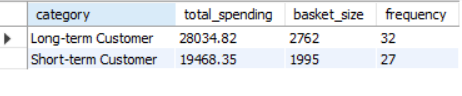 category total_spending basket_size frequency
Long-term Customer 28034.82 2762 32
Short-term Customer 19468.35 1995 27